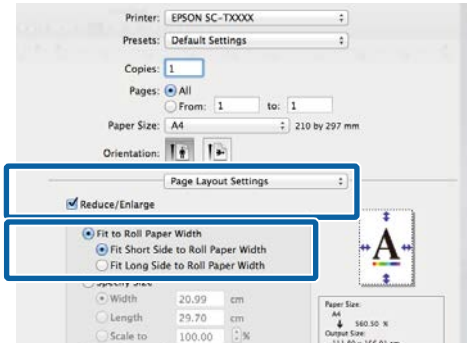 Printer: EPSON SC-TXXXX
Presets: Default Settings
Copies: 1
Pages: All
From: 1 to: 1
Paper Size: A4 210 by 297 mm
Orientation:
Page Layout Settings
Reduce/Enlarge
Fit to Roll Paper Width
Fit Short Side to Roll Paper Width
Fit Long Side to Roll Paper Width
Specify Size
Width 20.99 cm
Length 29.70 cm
Scale to 100.00 %
A
Paper Size:
A4
560.50 %
Output Size: